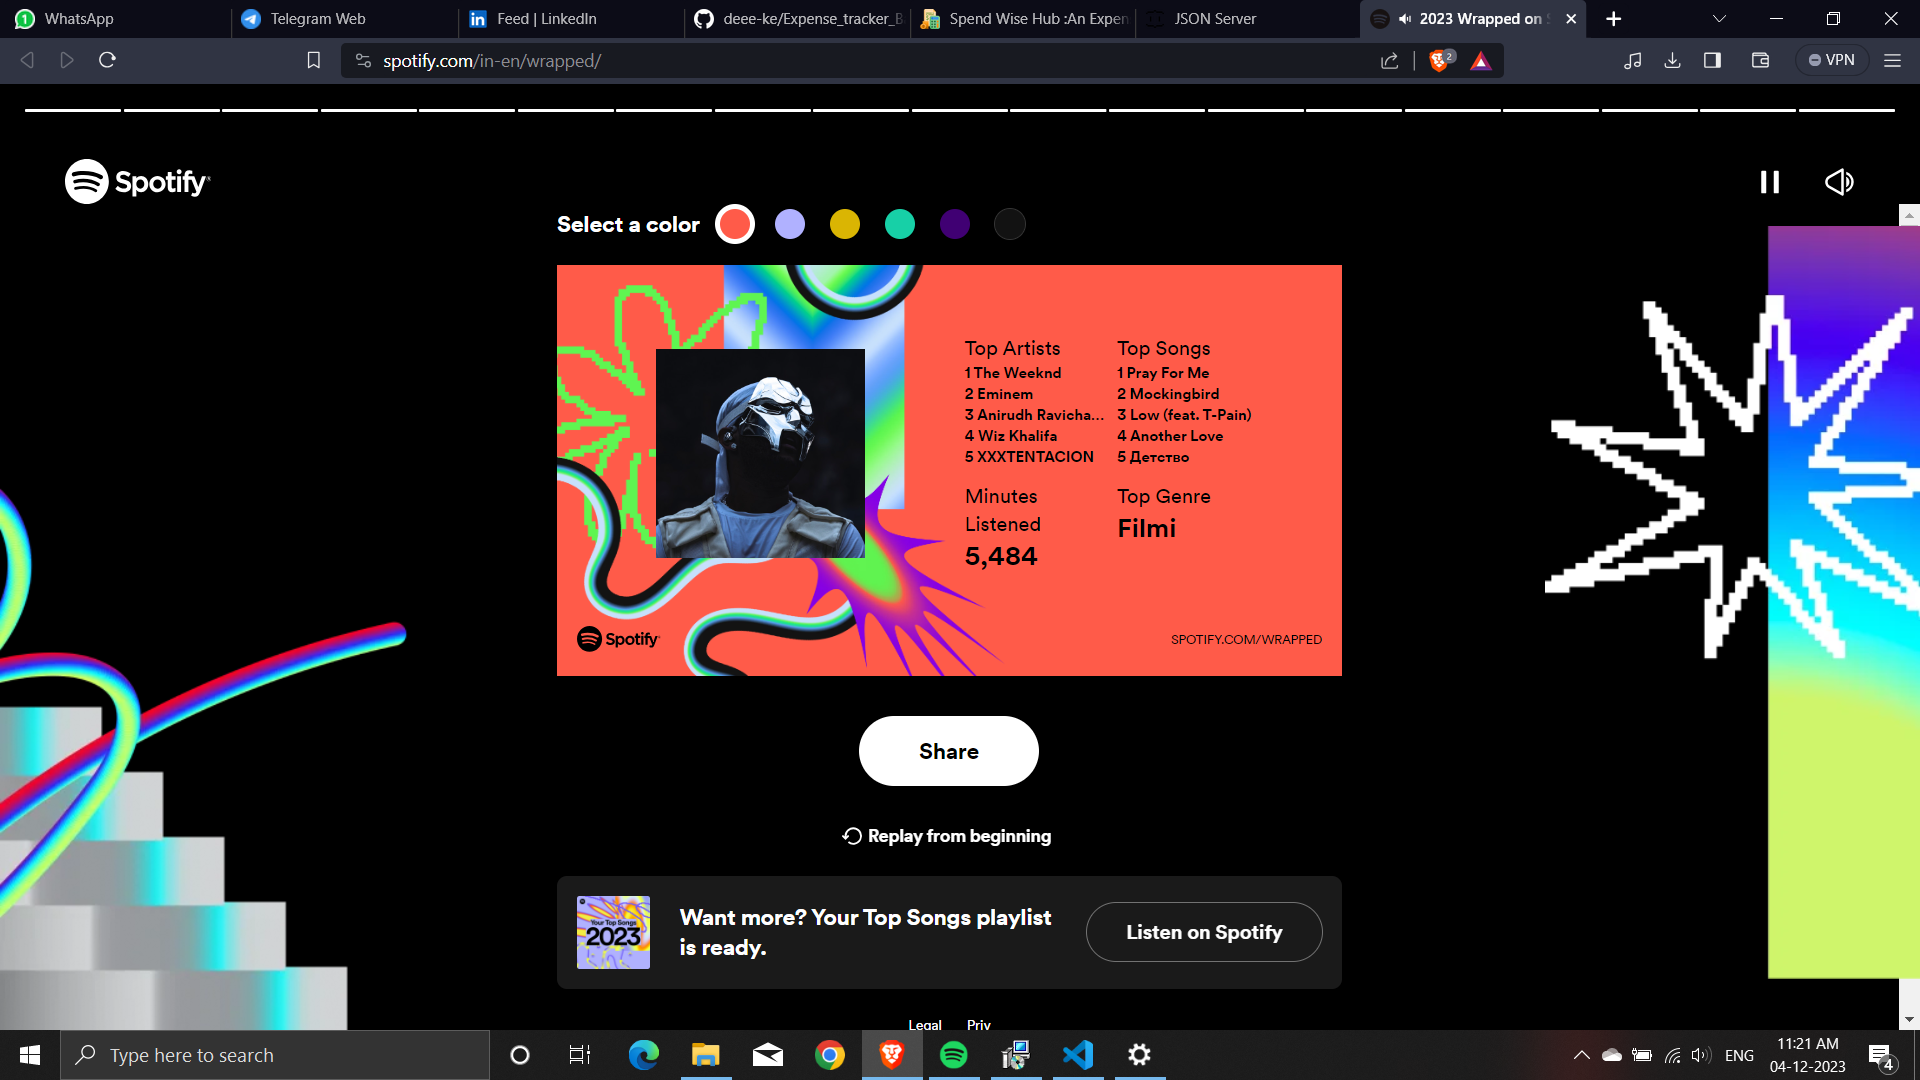 WhatsApp
Telegram Web
Feed | LinkedIn
deee-ke/Expense_tracker_B
Spend Wise Hub :An Expen
JSON Server
2023 Wrapped on S
spotify.com/in-en/wrapped/
2
VPN
Spotify
Select a color
Top Artists
1 The Weeknd
2 Eminem
3 Anirudh Ravicha...
4 Wiz Khalifa
5 XXXTENTACION
Top Songs
1 Pray For Me
2 Mockingbird
3 Low (feat. T-Pain)
4 Another Love
5 Детство
Minutes
Listened
5,484
Top Genre
Filmi
Spotify
SPOTIFY.COM/WRAPPED
Share
Replay from beginning
Your Top Songs
2023
Want more? Your Top Songs playlist
is ready.
Listen on Spotify
Legal Priv
Type here to search
ENG
11:21 AM
04-12-2023
4